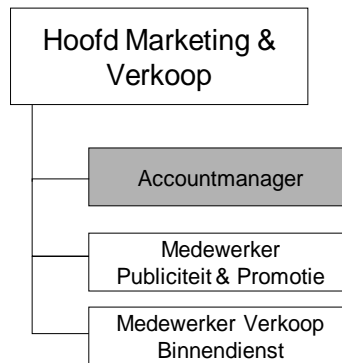 Hoofd Marketing &
Verkoop
Accountmanager
Medewerker
Publiciteit & Promotie
Medewerker Verkoop
Binnendienst